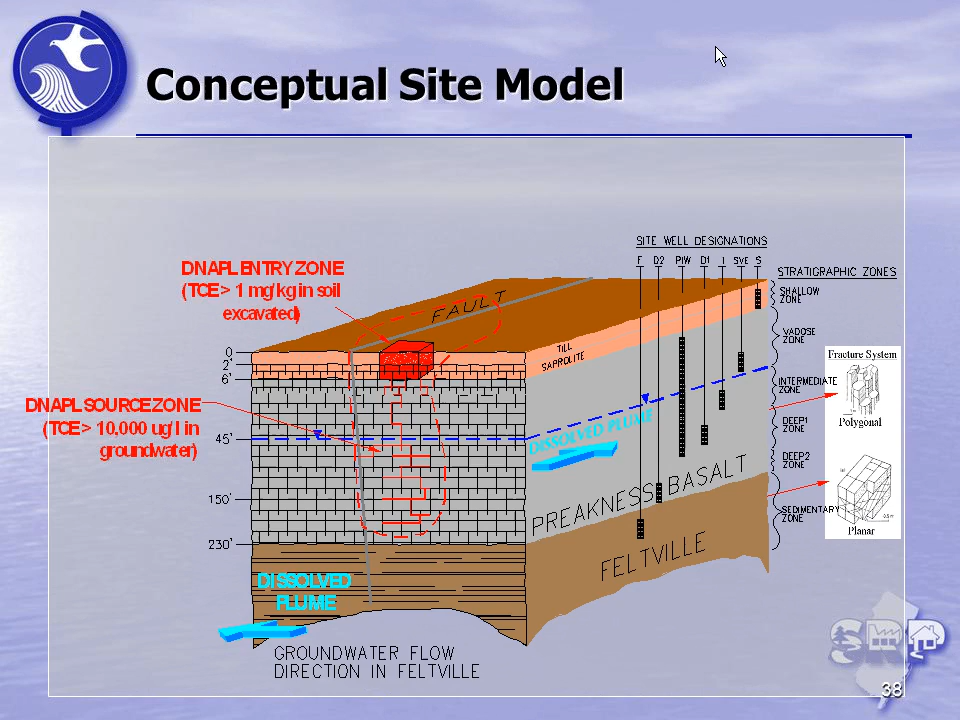 Conceptual Site Model
SITE WELL DESIGNATIONS
F D2 PIW D1 I SVE S
STRATIGRAPHIC ZONES
DNAPL ENTRY ZONE
(TCE > 1 mg/kg in soil
excavated)
FAULT
SHALLOW
ZONE
VADOSE
ZONE
0
2'
6'
TILL
SAPROLITE
Fracture System
INTERMEDIATE
ZONE
Polygonal
DNAPL SOURCE ZONE
(TCE > 10,000 ug/l in
groundwater)
45'
DISSOLVED PLUME
DEEP1
ZONE
DEEP2
ZONE
150'
PREAKNESS BASALT
SEDIMENTARY
ZONE
0.5 m
Planar
230'
FELTVILLE
DISSOLVED
PLUME
GROUNDWATER FLOW
DIRECTION IN FELTVILLE
SRP
38